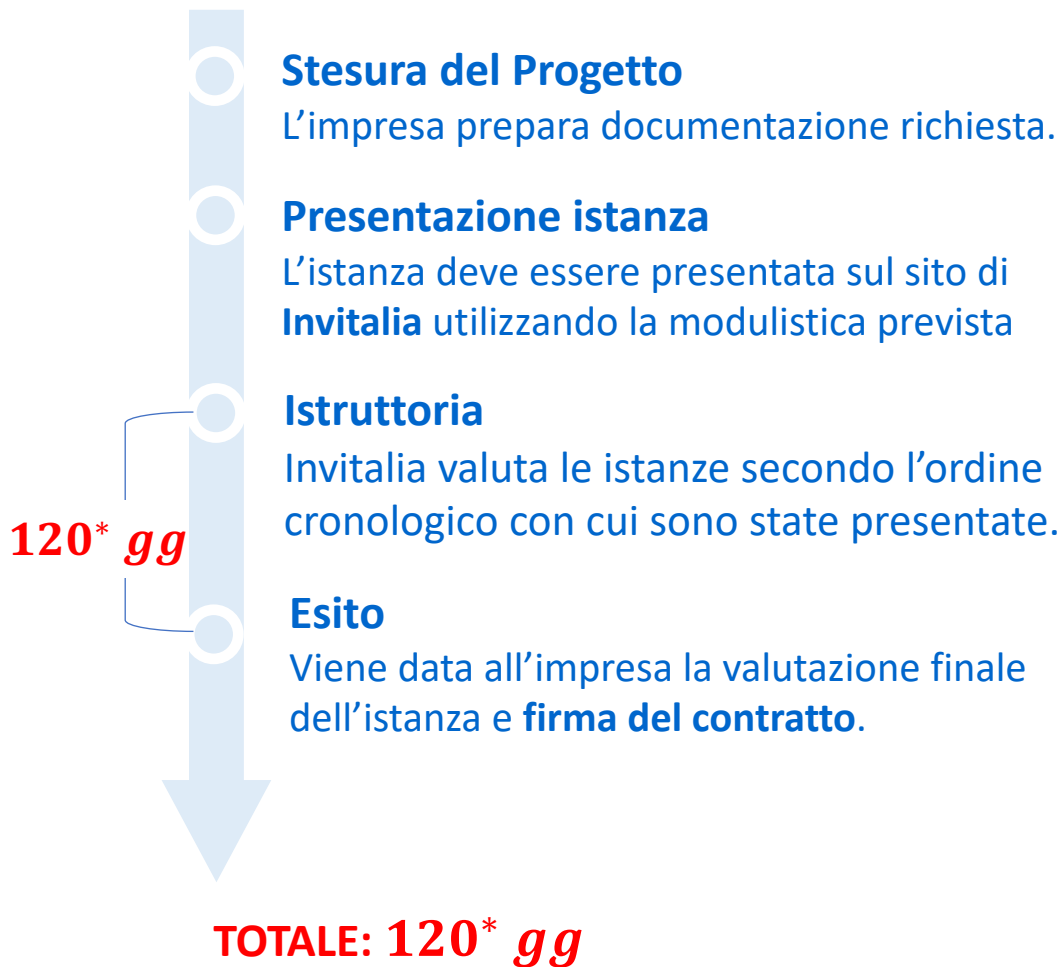 Stesura del Progetto
L’impresa prepara documentazione richiesta.
Presentazione istanza
L’istanza deve essere presentata sul sito di
Invitalia utilizzando la modulistica prevista
Istruttoria
Invitalia valuta le istanze secondo l’ordine
cronologico con cui sono state presentate.
120* gg
Esito
Viene data all’impresa la valutazione finale
dell’istanza e firma del contratto.
TOTALE: 120* gg